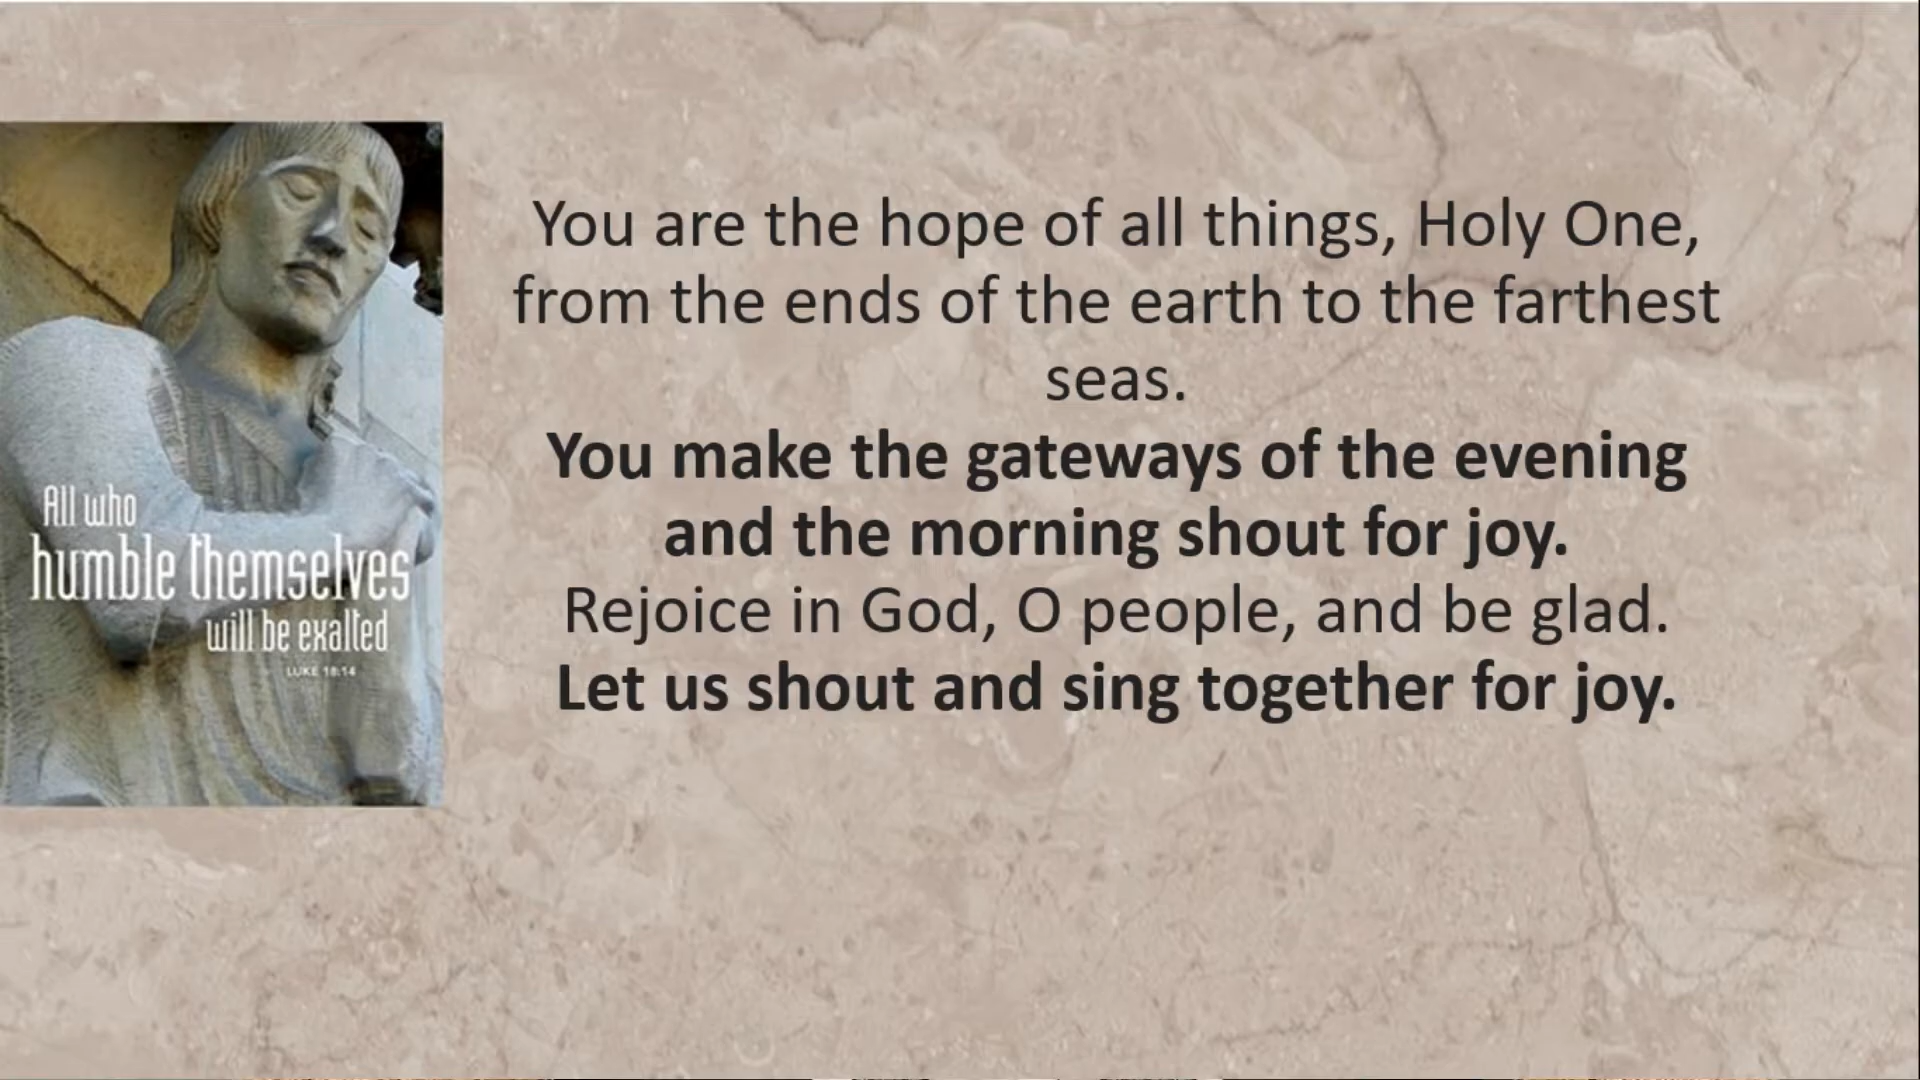 All who
humble themselves
will be exalted
LUKE 18:14
You are the hope of all things, Holy One,
from the ends of the earth to the farthest
seas.
You make the gateways of the evening
and the morning shout for joy.
Rejoice in God, O people, and be glad.
Let us shout and sing together for joy.